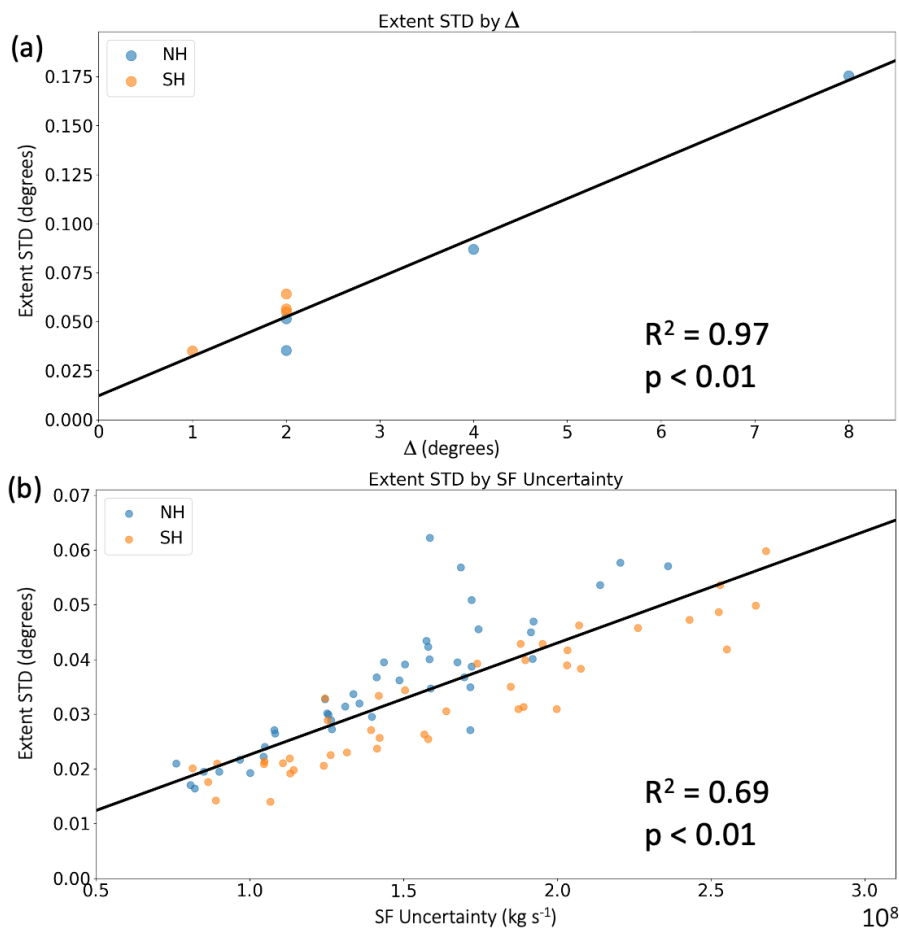 Extent STD by Δ
(a)
NH
SH
0.175
0.150
0.125
0.100
0.075
0.050
0.025
0.000
Extent STD (degrees)
R² = 0.97
p < 0.01
0 1 2 3 4 5 6 7 8
Δ (degrees)
(b)
Extent STD by SF Uncertainty
NH
SH
0.07
0.06
0.05
0.04
0.03
0.02
0.01
0.00
Extent STD (degrees)
R² = 0.69
p < 0.01
0.5 1.0 1.5 2.0 2.5 3.0
SF Uncertainty (kg s⁻¹)
10⁸